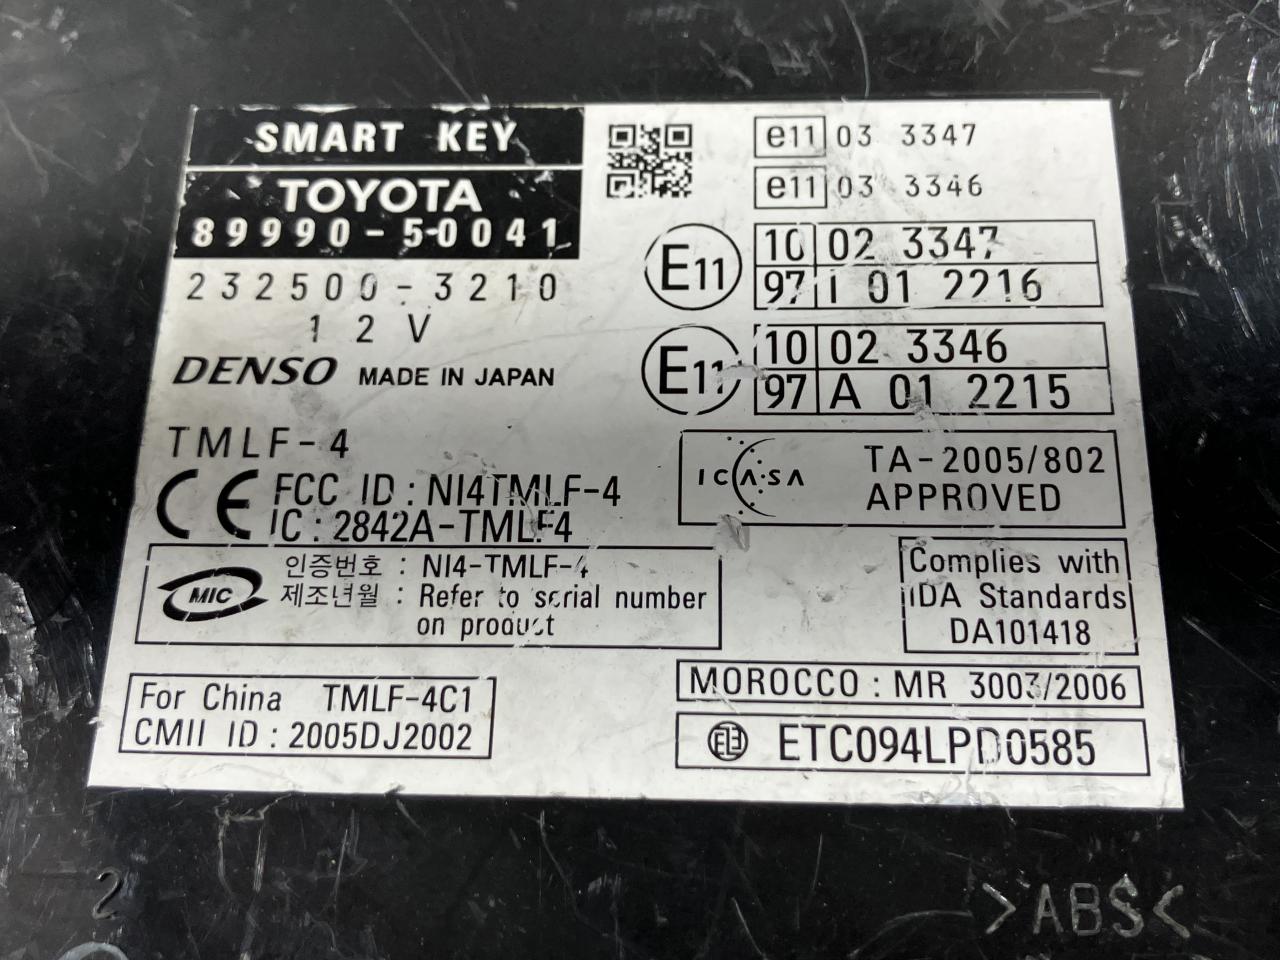 SMART KEY
TOYOTA
89990-50041
232500-3210
12V
DENSO MADE IN JAPAN
TMLF-4
CE FCC ID : NI4TMLF-4
IC : 2842A-TMLF4
MIC 인증번호 : NI4-TMLF-4
제조년월 : Refer to serial number
on product
For China TMLF-4C1
CMII ID : 2005DJ2002
e11 03 3347
e11 03 3346
E11 10 02 3347
97 I 01 2216
E11 10 02 3346
97 A 01 2215
ICASA TA-2005/802
APPROVED
Complies with
IDA Standards
DA101418
MOROCCO : MR 3003/2006
ETC094LPD0585
2
>ABS<